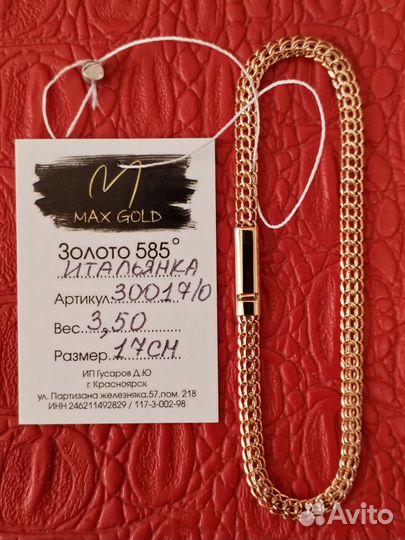 M
MAX GOLD
Золото 585°
ИТАЛЬЯНКА
Артикул 30017/0
Вес 3,50
Размер 17СМ
ИП Гусаров Д.Ю
г. Красноярск
ул. Партизана железняка,57,пом. 218
ИНН 246211492829 / 117-3-002-98
Avito